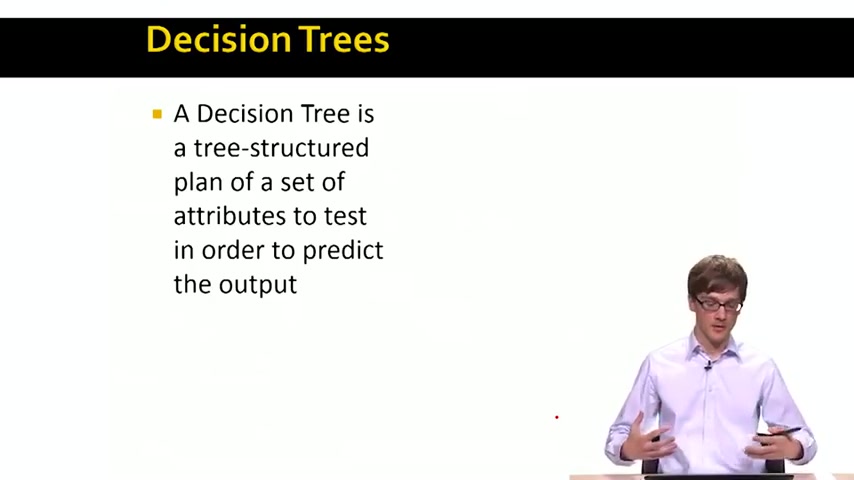 Decision Trees
A Decision Tree is
a tree-structured
plan of a set of
attributes to test
in order to predict
the output